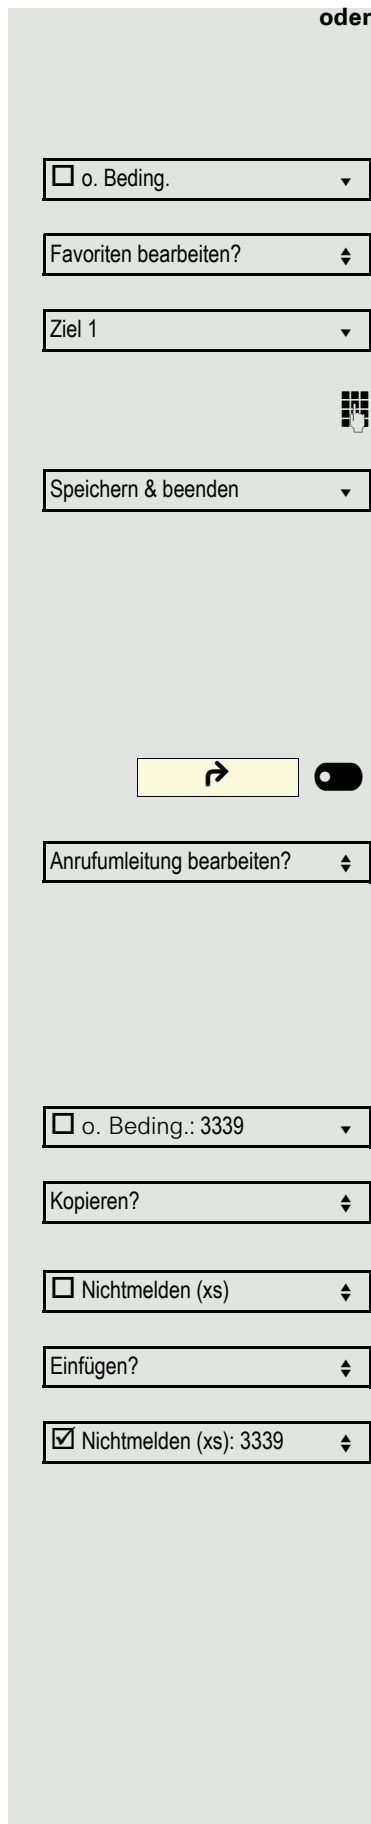 oder
o. Beding.
Favoriten bearbeiten?
Ziel 1
Speichern & beenden
Anrufumleitung bearbeiten?
o. Beding.: 3339
Kopieren?
Nichtmelden (xs)
Einfügen?
Nichtmelden (xs): 3339